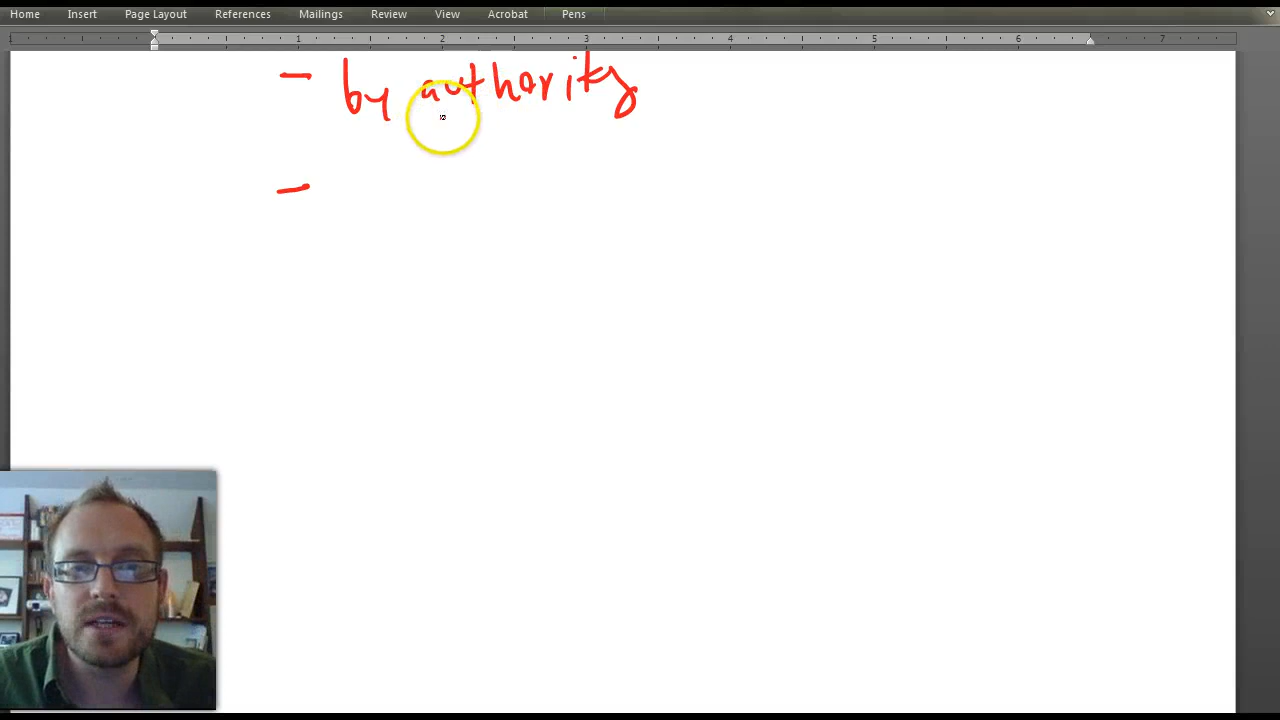 Home Insert Page Layout References Mailings Review View Acrobat Pens
1 1 2 3 4 5 6 7
- by authority
-